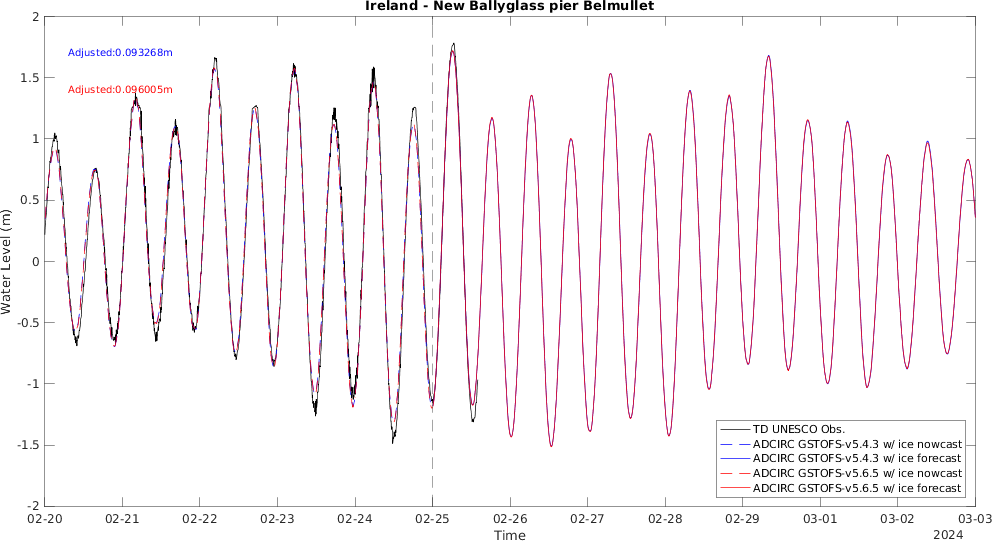 Ireland - New Ballyglass pier Belmullet
Adjusted:0.093268m
Adjusted:0.096005m
2
1.5
1
0.5
0
-0.5
-1
-1.5
-2
Water Level (m)
TD UNESCO Obs.
ADCIRC GSTOFS-v5.4.3 w/ ice nowcast
ADCIRC GSTOFS-v5.4.3 w/ ice forecast
ADCIRC GSTOFS-v5.6.5 w/ ice nowcast
ADCIRC GSTOFS-v5.6.5 w/ ice forecast
02-20 02-21 02-22 02-23 02-24 02-25 02-26 02-27 02-28 02-29 03-01 03-02 03-03
Time
2024